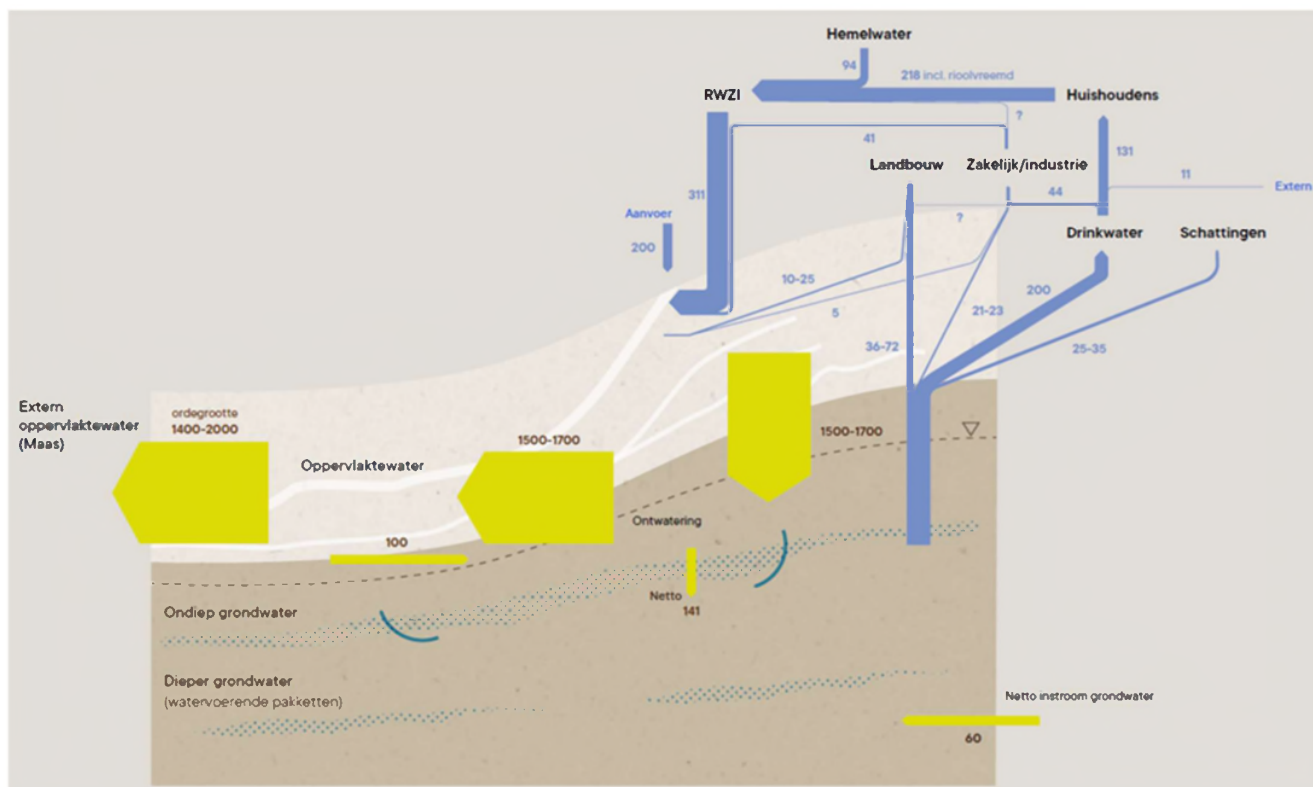 Hemelwater
94
218 incl. rioolvreemd
RWZI
Huishoudens
?
41
131
Landbouw
Zakelijk/industrie
11
311
44
Extern
Aanvoer
?
200
Drinkwater
Schattingen
10-25
200
5
21-23
36-72
25-35
Extern
oppervlaktewater
(Maas)
ordegrootte
1400-2000
1500-1700
1500-1700
Oppervlaktewater
Ontwatering
100
Netto
141
Ondiep grondwater
Dieper grondwater
(watervoerende pakketten)
Netto instroom grondwater
60